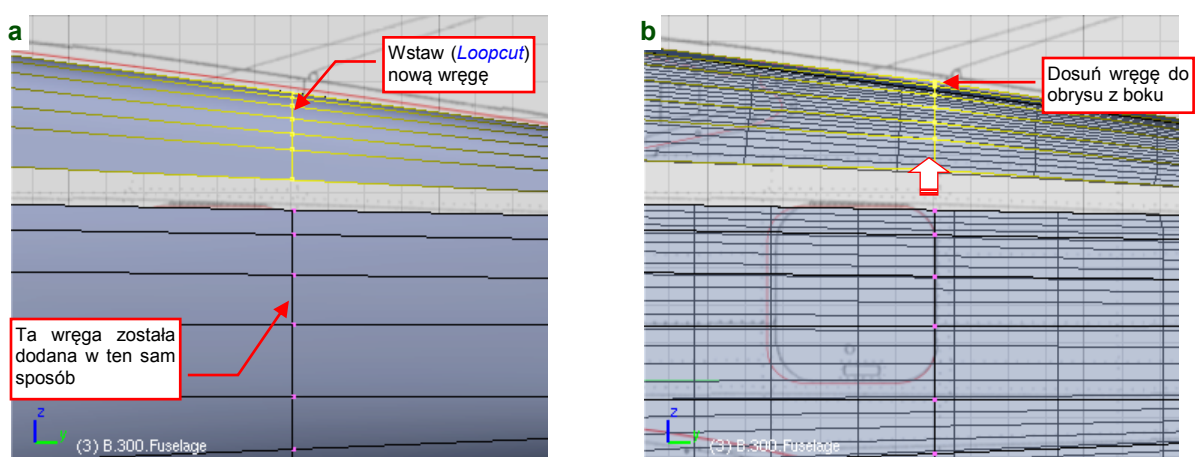 a
Wstaw (Loopcut)
nową wręgę
Ta wręga została
dodana w ten sam
sposób
z
y
(3) B.300.Fuselage
b
Dosuń wręgę do
obrysu z boku
z
y
(3) B.300.Fuselage